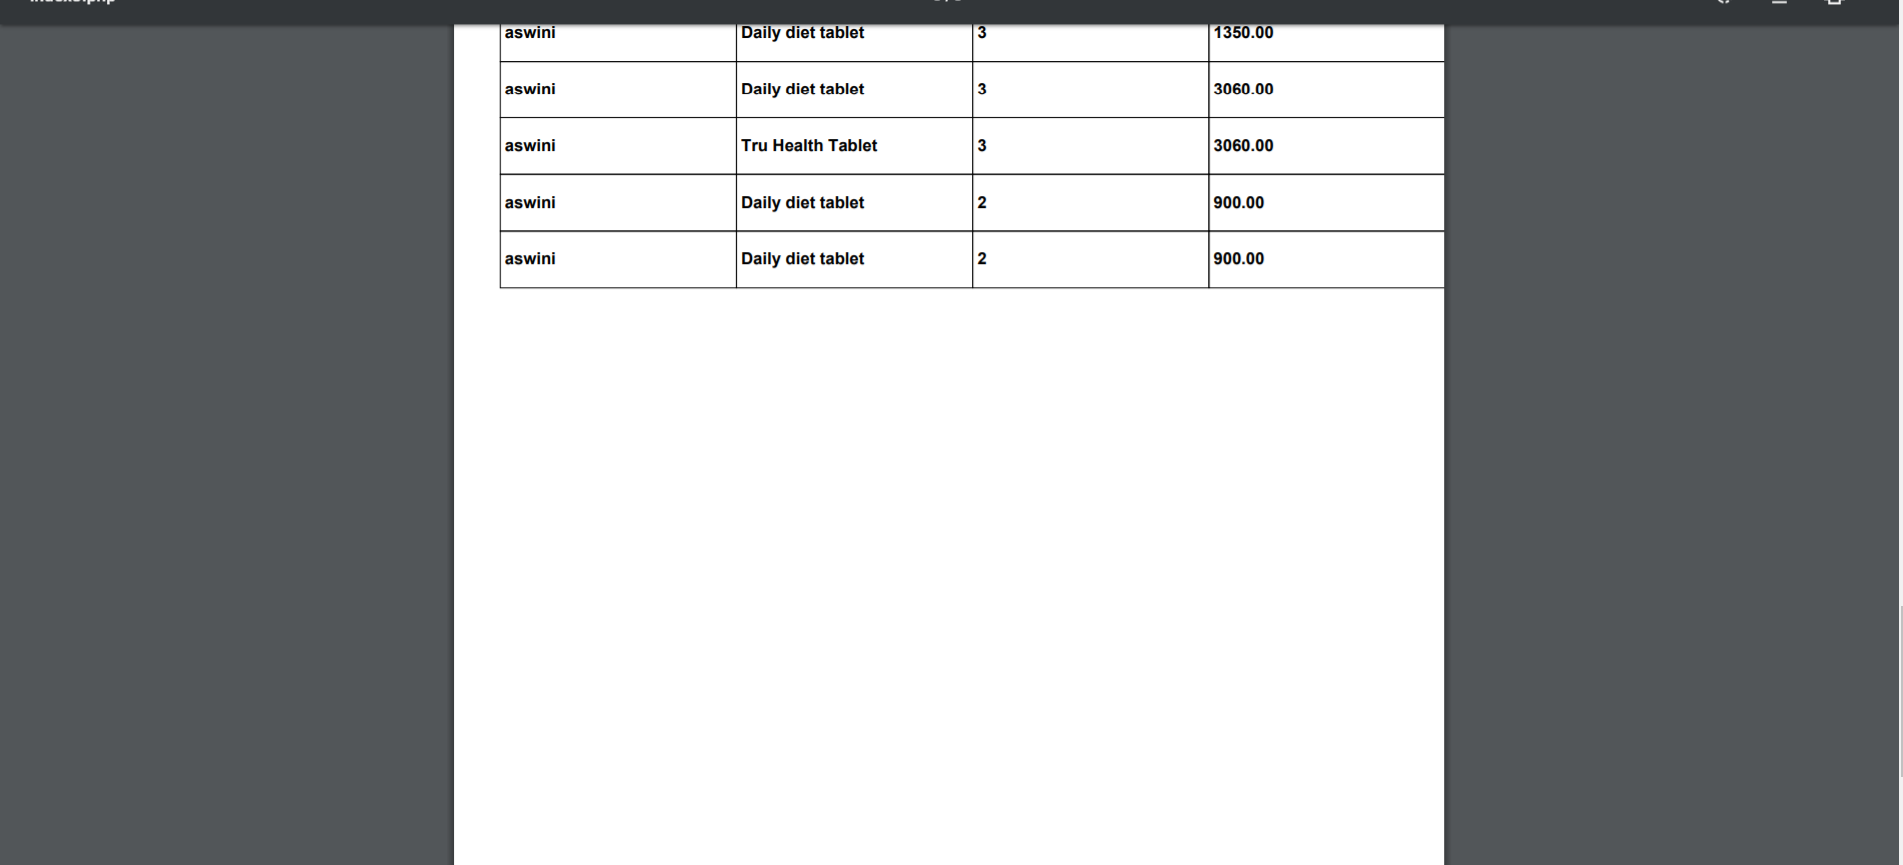 aswini Daily diet tablet 3 1350.00
aswini Daily diet tablet 3 3060.00
aswini Tru Health Tablet 3 3060.00
aswini Daily diet tablet 2 900.00
aswini Daily diet tablet 2 900.00